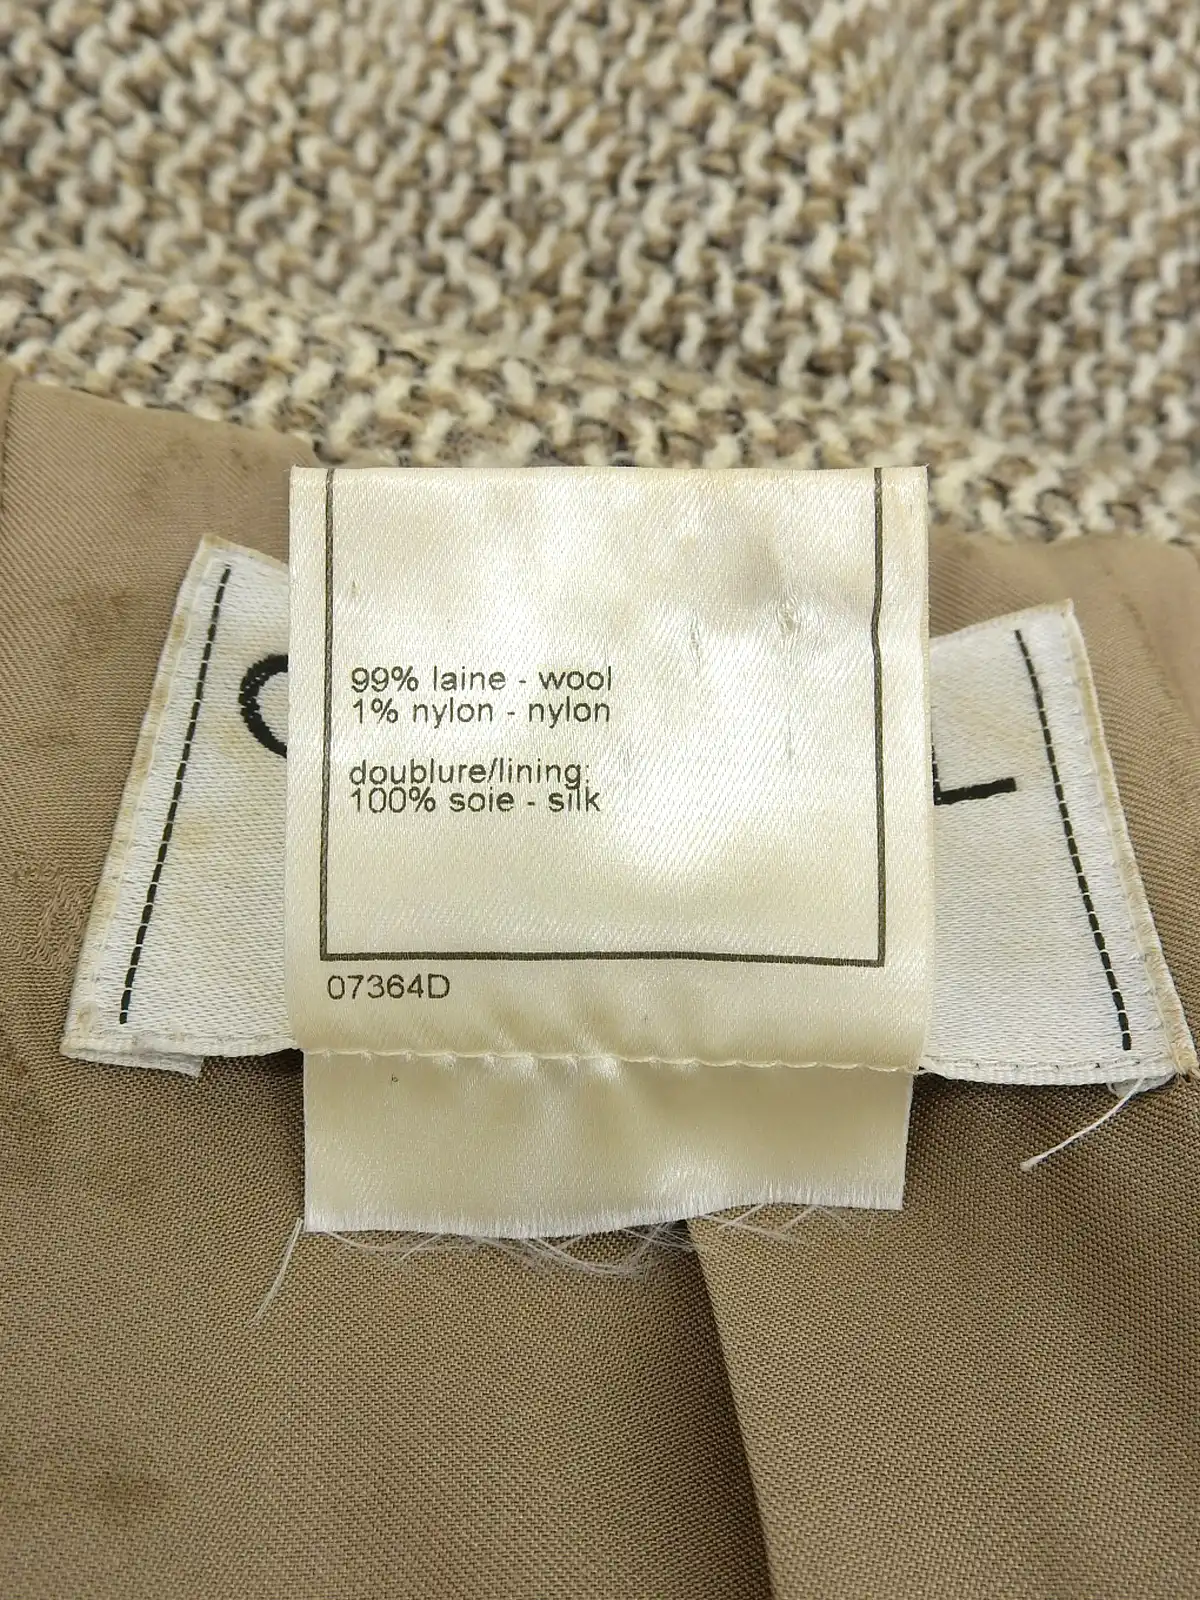 99% laine - wool
1% nylon - nylon
doublure/lining:
100% soie - silk
07364D